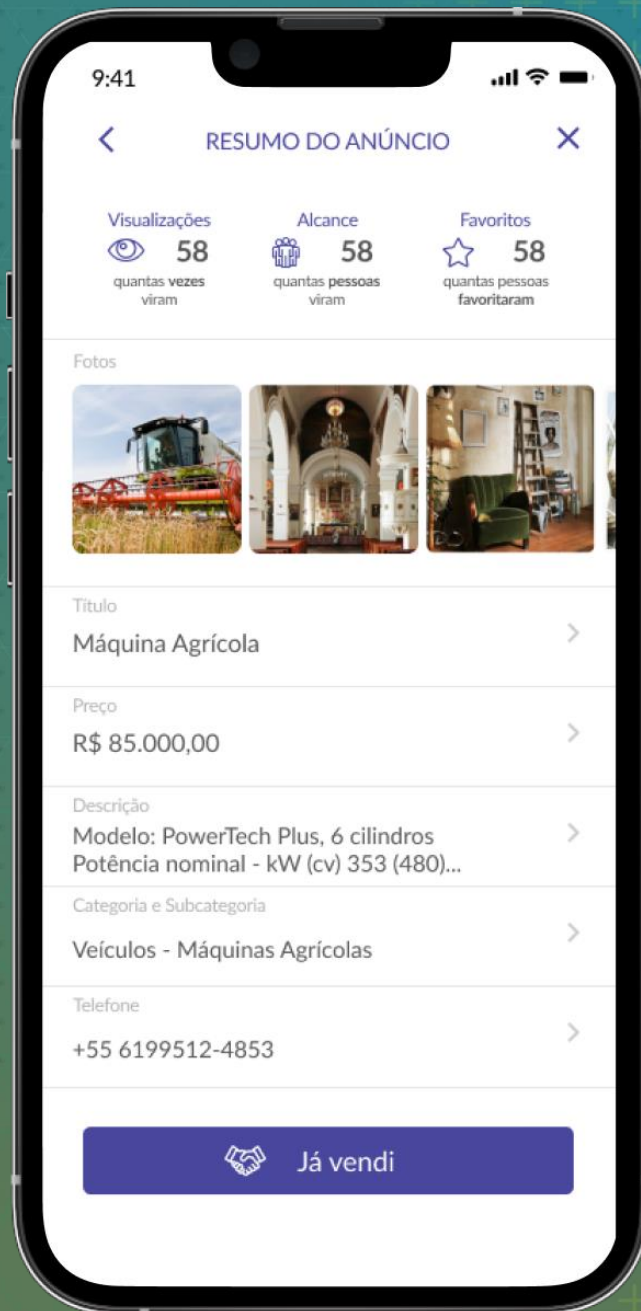 9:41
RESUMO DO ANÚNCIO
Visualizações Alcance Favoritos
58 58 58
quantas vezes quantas pessoas quantas pessoas
viram viram favoritaram
Fotos
Título
Máquina Agrícola
Preço
R$ 85.000,00
Descrição
Modelo: PowerTech Plus, 6 cilindros
Potência nominal - kW (cv) 353 (480)...
Categoria e Subcategoria
Veículos - Máquinas Agrícolas
Telefone
+55 6199512-4853
Já vendi